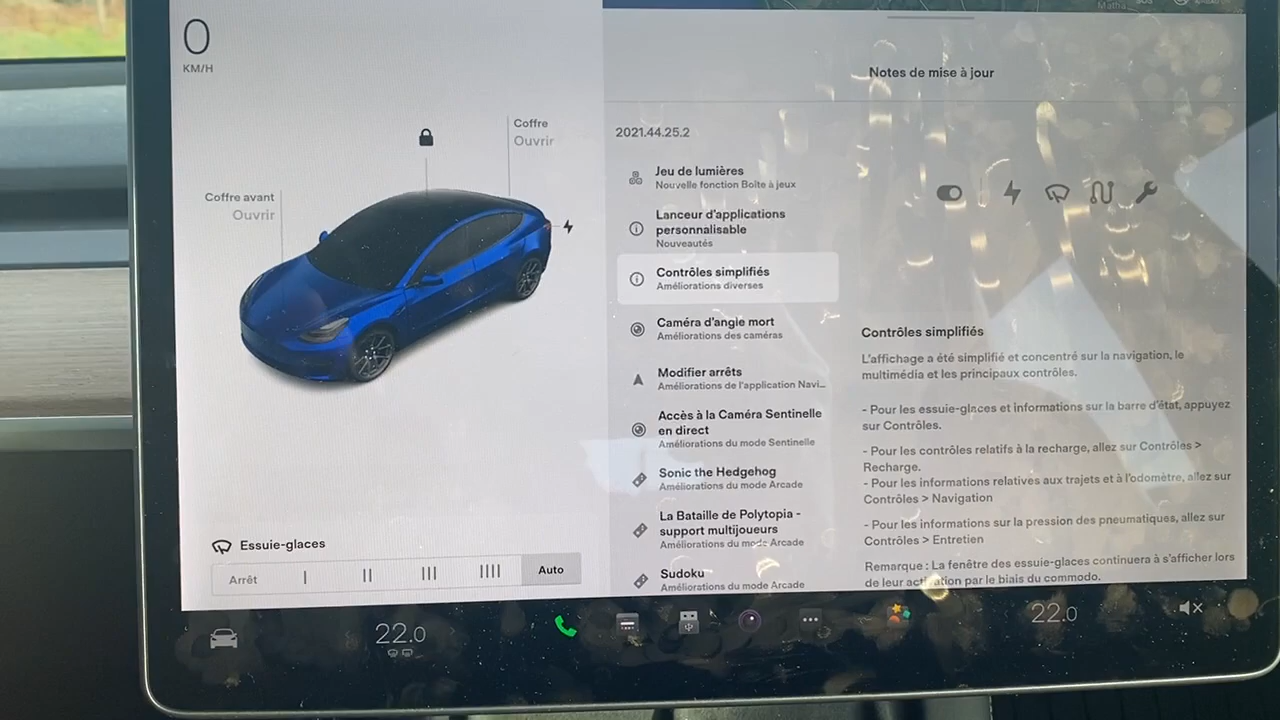 0
KM/H
Coffre
Ouvrir
Coffre avant
Ouvrir
Essuie-glaces
Arrêt
I
II
III
IIII
Auto
Notes de mise à jour
2021.44.25.2
Jeu de lumières
Nouvelle fonction Boîte à jeux
Lanceur d'applications
personnalisable
Nouveautés
Contrôles simplifiés
Améliorations diverses
Caméra d'angle mort
Améliorations des caméras
Modifier arrêts
Améliorations de l'application Navi...
Accès à la Caméra Sentinelle
en direct
Améliorations du mode Sentinelle
Sonic the Hedgehog
Améliorations du mode Arcade
La Bataille de Polytopia -
support multijoueurs
Améliorations du mode Arcade
Sudoku
Améliorations du mode Arcade
Contrôles simplifiés
L'affichage a été simplifié et concentré sur la navigation, le
multimédia et les principaux contrôles.
- Pour les essuie-glaces et informations sur la barre d'état, appuyez
sur Contrôles.
- Pour les contrôles relatifs à la recharge, allez sur Contrôles >
Recharge.
- Pour les informations relatives aux trajets et à l'odomètre, allez sur
Contrôles > Navigation
- Pour les informations sur la pression des pneumatiques, allez sur
Contrôles > Entretien
Remarque : La fenêtre des essuie-glaces continuera à s'afficher lors
de leur activation par le biais du commodo.
22.0
22.0